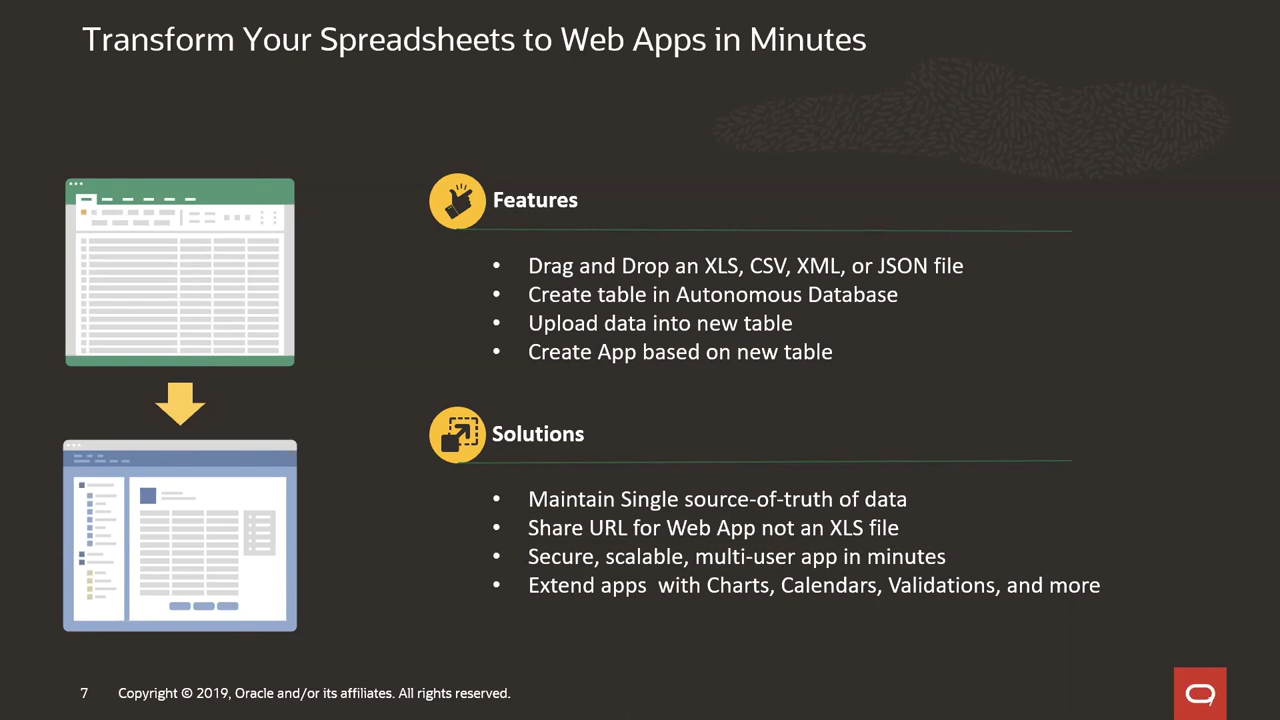 Transform Your Spreadsheets to Web Apps in Minutes
Features
• Drag and Drop an XLS, CSV, XML, or JSON file
• Create table in Autonomous Database
• Upload data into new table
• Create App based on new table
Solutions
• Maintain Single source-of-truth of data
• Share URL for Web App not an XLS file
• Secure, scalable, multi-user app in minutes
• Extend apps  with Charts, Calendars, Validations, and more
7 Copyright © 2019, Oracle and/or its affiliates. All rights reserved.